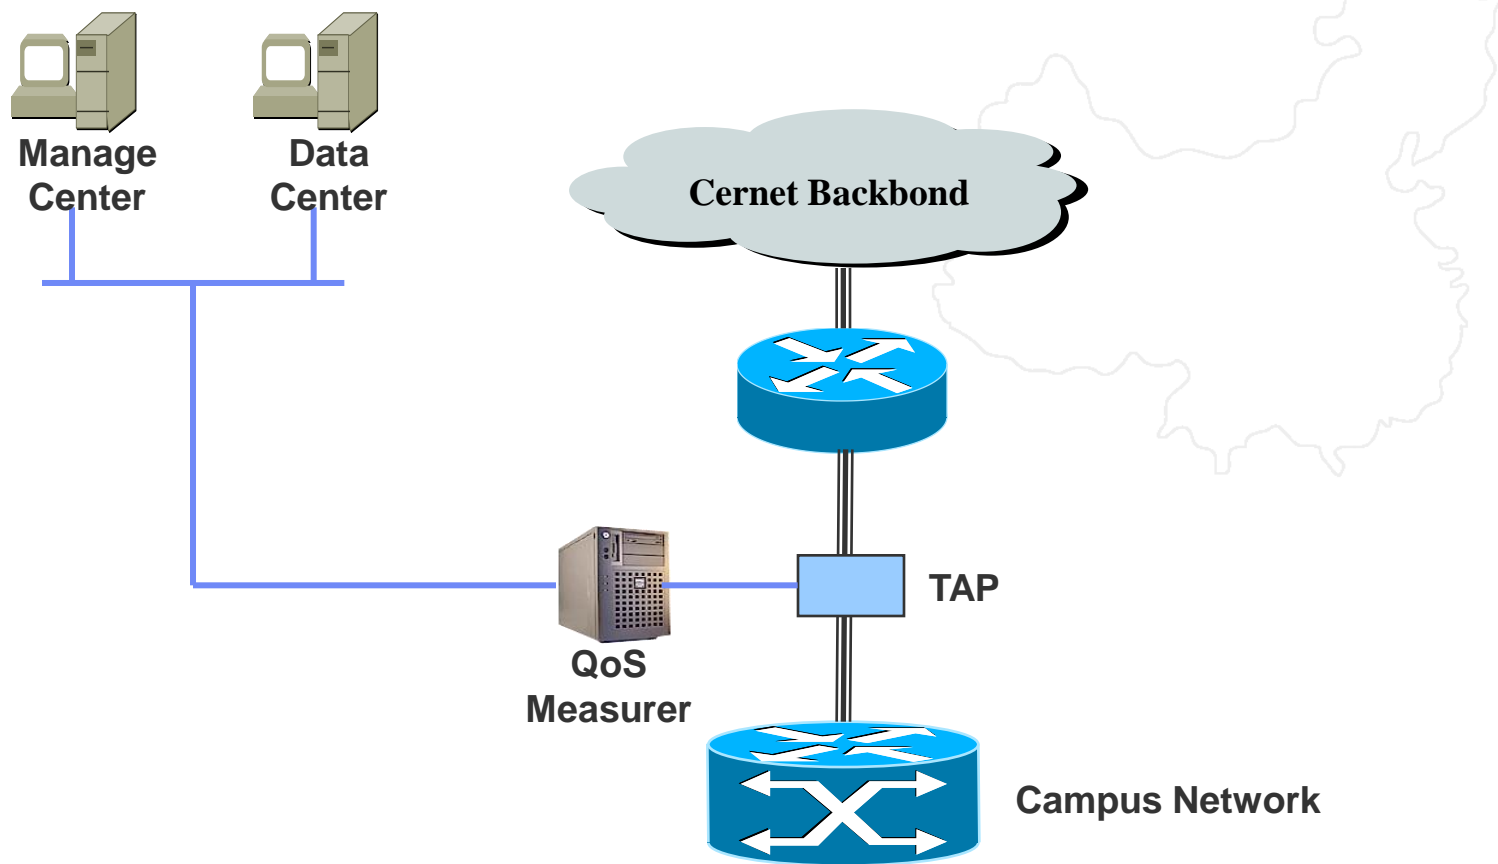 Manage
Center
Data
Center
Cernet Backbond
TAP
QoS
Measurer
Campus Network